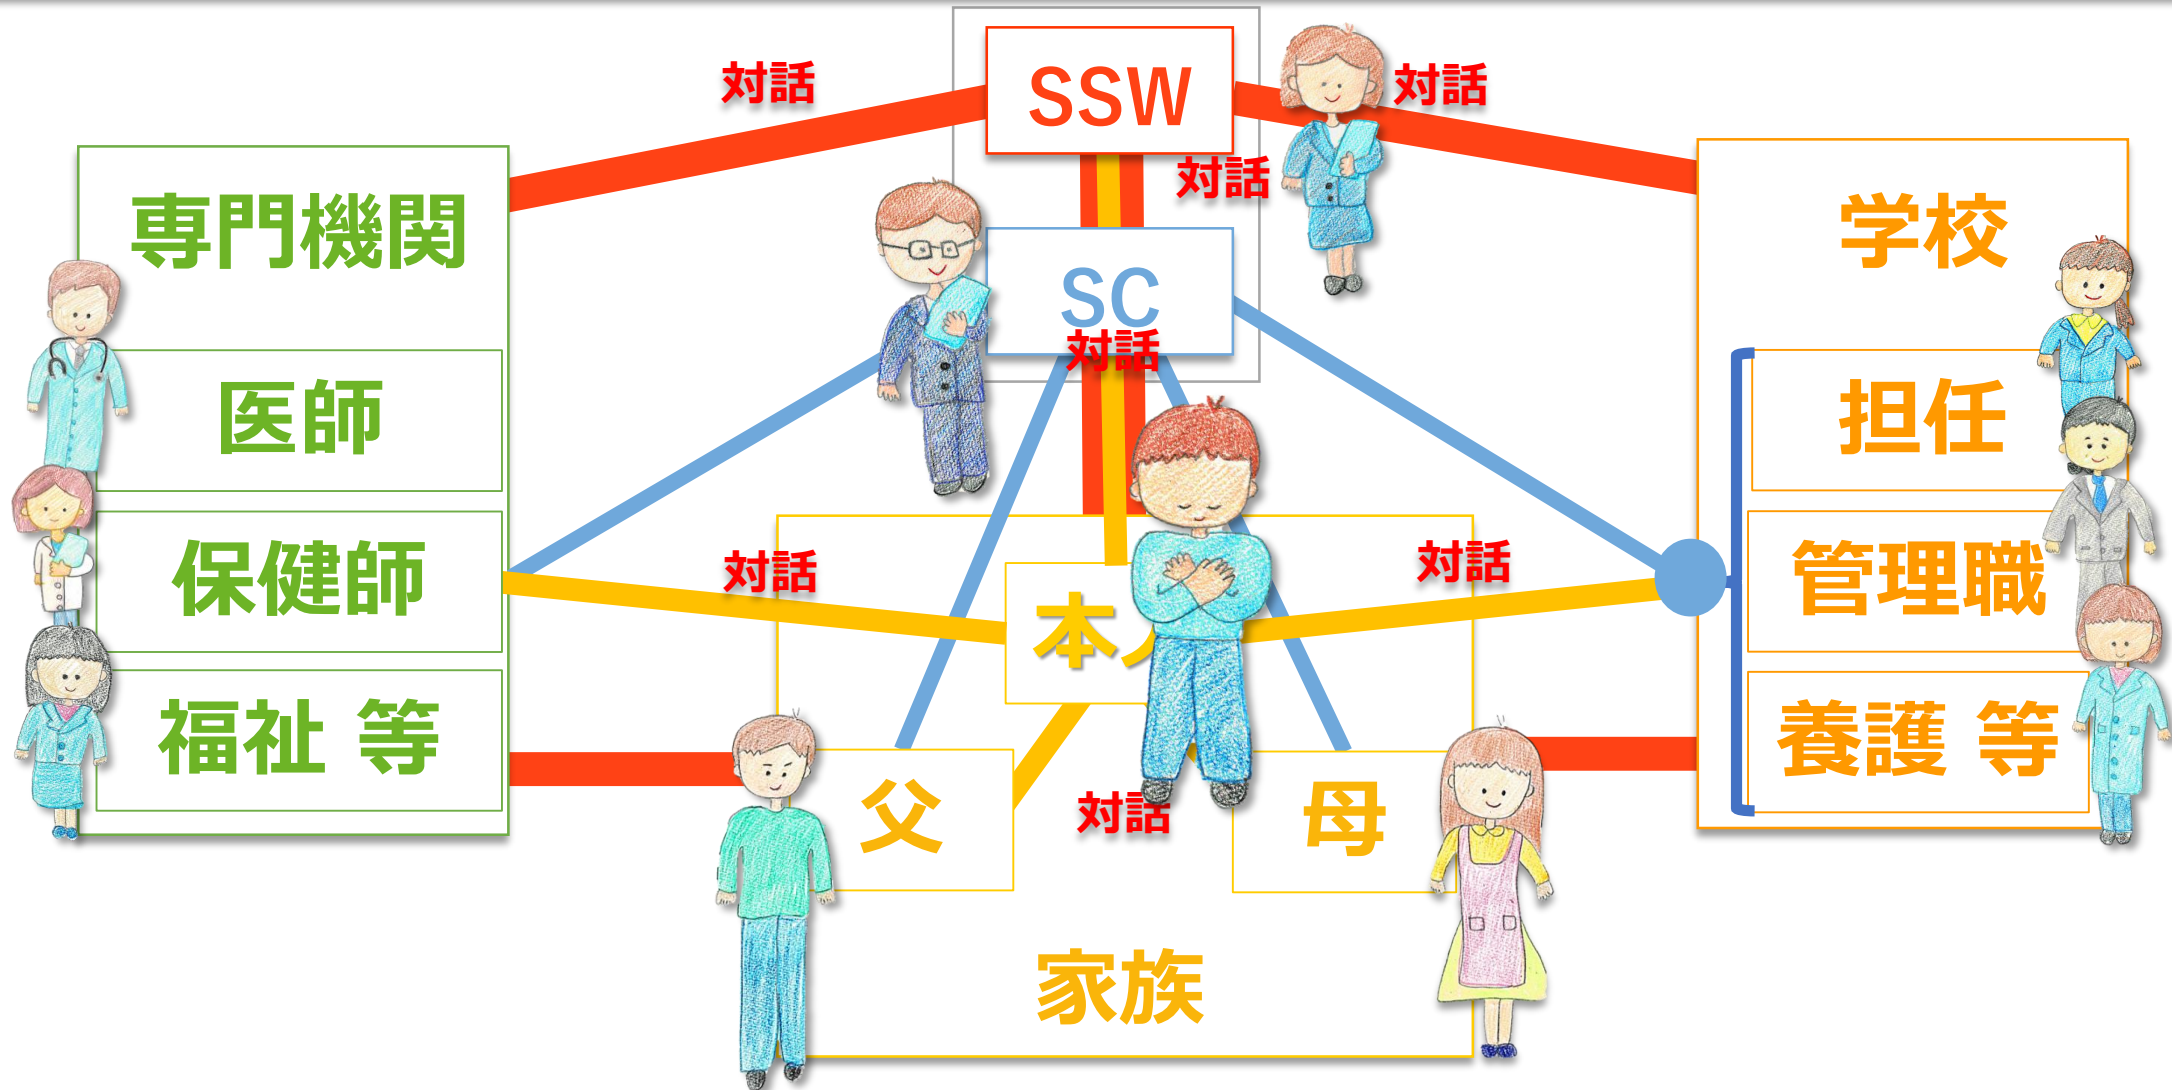 対話
SSW
対話
対話
専門機関
医師
保健師
福祉 等
SC
対話
学校
担任
管理職
養護 等
対話
対話
本人
父
対話
母
家族